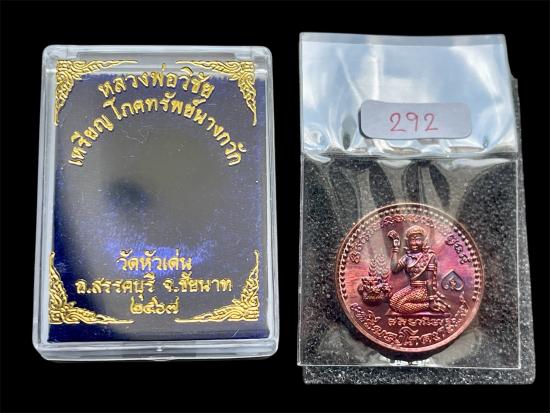 หลวงพ่อวิชัย
เหรียญโภคทรัพย์นางกวัก
วัดหัวเด่น
อ.สรรคบุรี จ.ชัยนาท
๒๕๖๗
292